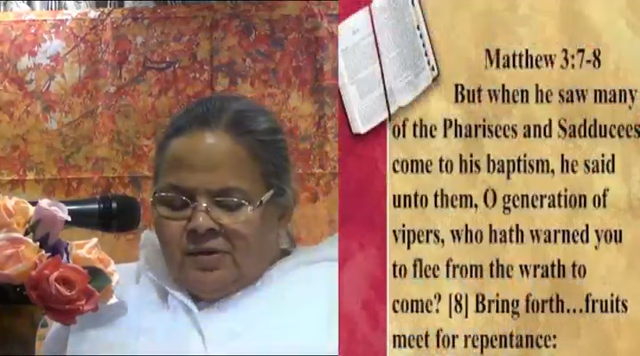 Matthew 3:7-8
But when he saw many
of the Pharisees and Sadducees
come to his baptism, he said
unto them, O generation of
vipers, who hath warned you
to flee from the wrath to
come? [8] Bring forth...fruits
meet for repentance: